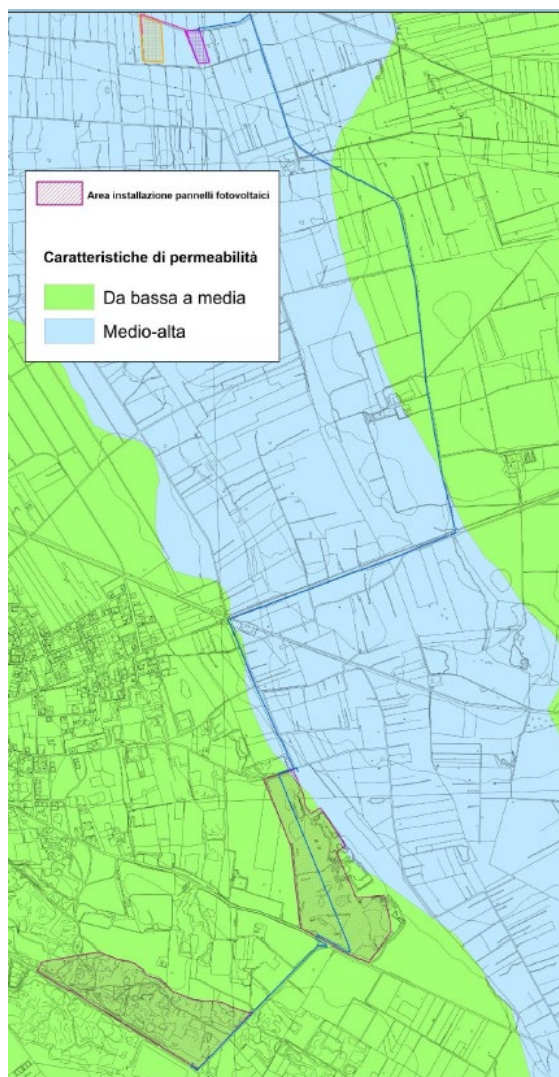 Area installazione pannelli fotovoltaici
Caratteristiche di permeabilità
Da bassa a media
Medio-alta